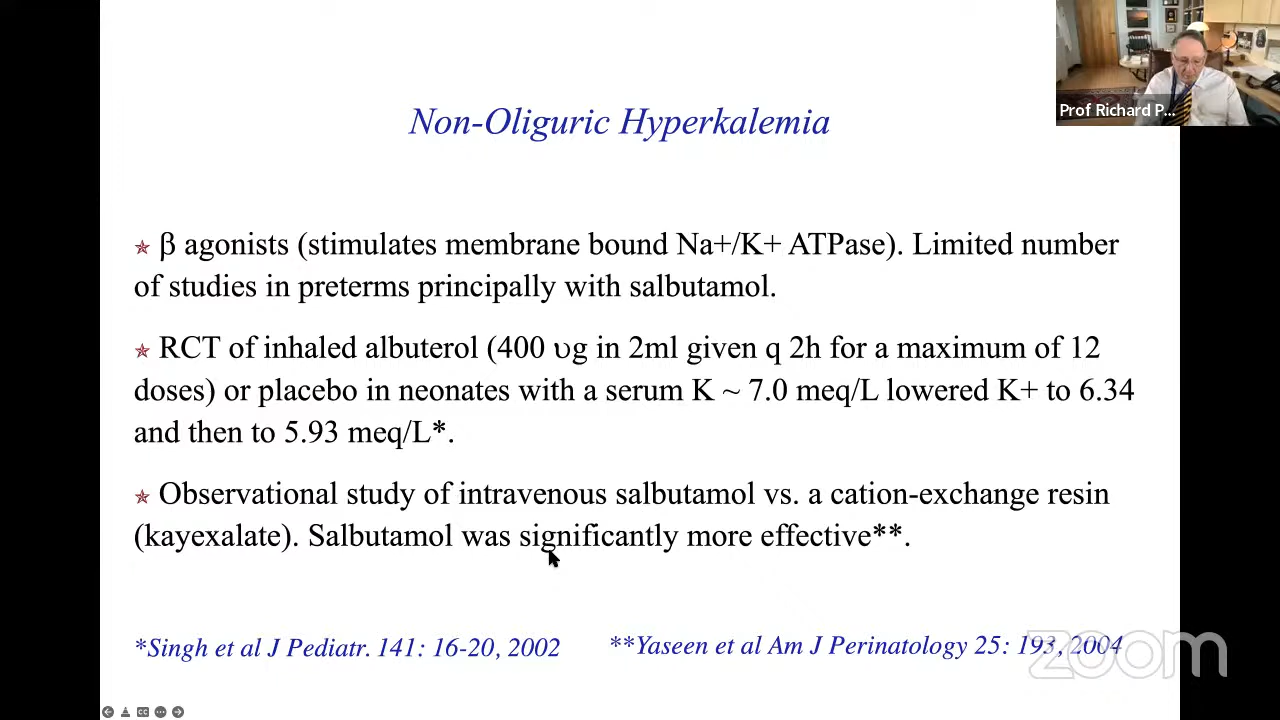 Prof Richard P...
Non-Oliguric Hyperkalemia
β agonists (stimulates membrane bound Na+/K+ ATPase). Limited number
of studies in preterms principally with salbutamol.
RCT of inhaled albuterol (400 υg in 2ml given q 2h for a maximum of 12
doses) or placebo in neonates with a serum K ~ 7.0 meq/L lowered K+ to 6.34
and then to 5.93 meq/L*.
Observational study of intravenous salbutamol vs. a cation-exchange resin
(kayexalate). Salbutamol was significantly more effective**.
*Singh et al J Pediatr. 141: 16-20, 2002
**Yaseen et al Am J Perinatology 25: 193, 2004
zoom
CC